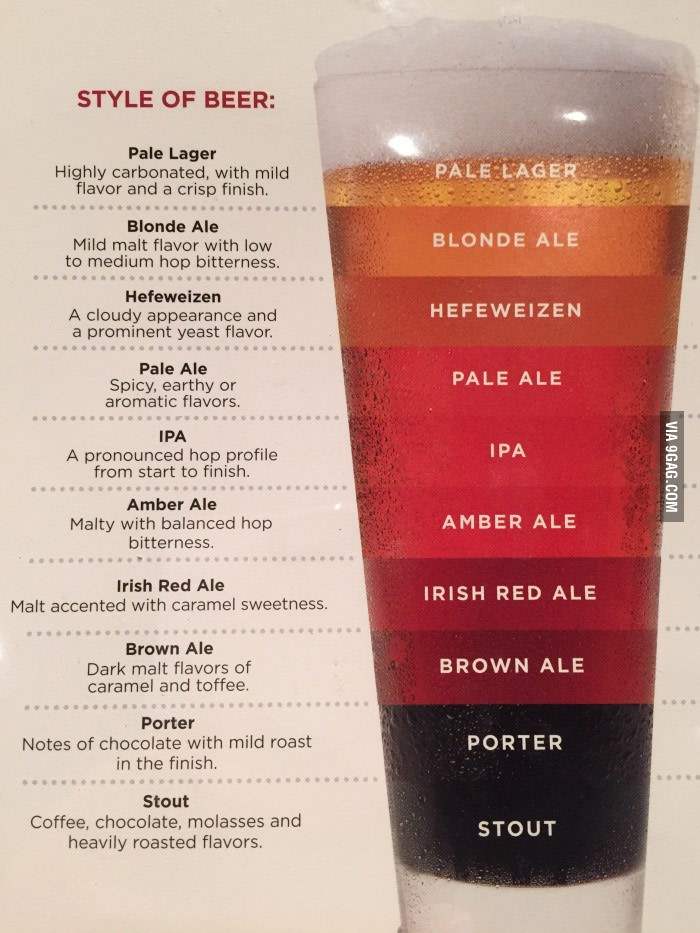 STYLE OF BEER:
Pale Lager
Highly carbonated, with mild
flavor and a crisp finish.
Blonde Ale
Mild malt flavor with low
to medium hop bitterness.
Hefeweizen
A cloudy appearance and
a prominent yeast flavor.
Pale Ale
Spicy, earthy or
aromatic flavors.
IPA
A pronounced hop profile
from start to finish.
Amber Ale
Malty with balanced hop
bitterness.
Irish Red Ale
Malt accented with caramel sweetness.
Brown Ale
Dark malt flavors of
caramel and toffee.
Porter
Notes of chocolate with mild roast
in the finish.
Stout
Coffee, chocolate, molasses and
heavily roasted flavors.
PALE LAGER
BLONDE ALE
HEFEWEIZEN
PALE ALE
IPA
AMBER ALE
IRISH RED ALE
BROWN ALE
PORTER
STOUT
VIA 9GAG.COM